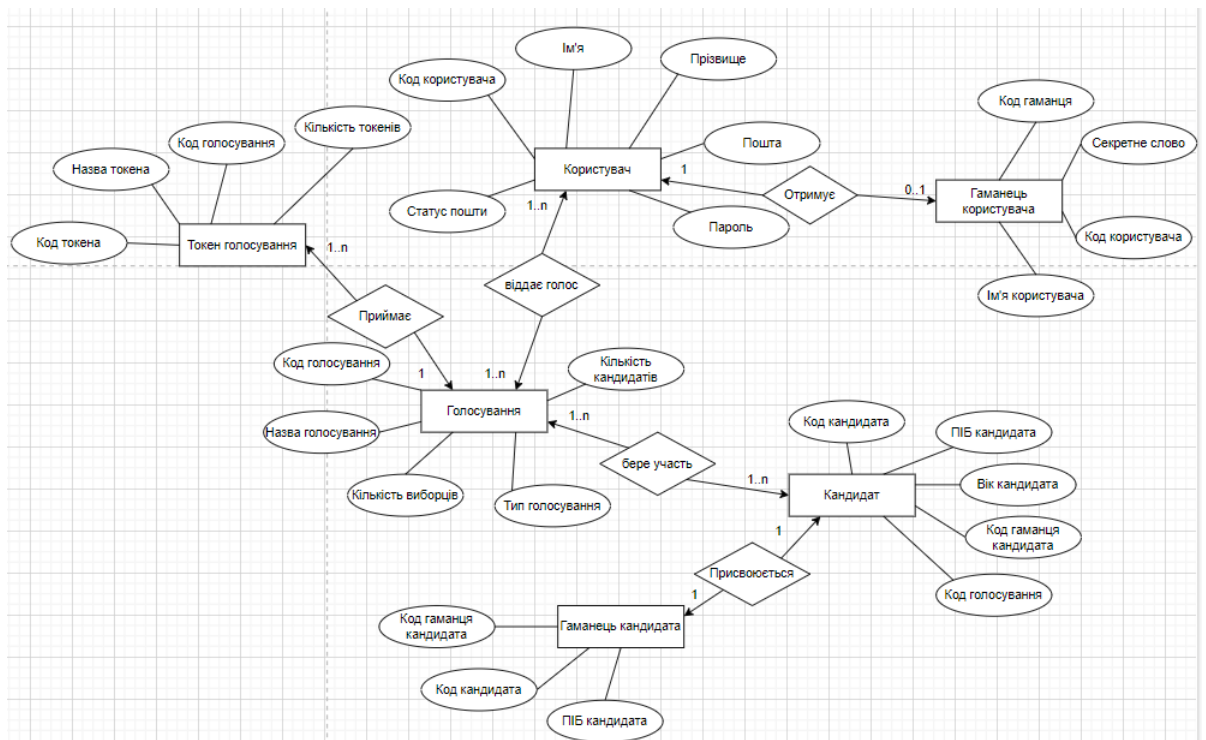 Ім'я
Прізвище
Код користувача
Код гаманця
Кількість токенів
Код голосування
Пошта
Секретне слово
Назва токена
Користувач
1
Отримує
0..1
Гаманець
користувача
Статус пошти
1..n
Пароль
Код токена
Токен голосування
1..n
Код користувача
віддає голос
Ім'я користувача
Приймає
Код голосування
1
1..n
Кількість
кандидатів
Голосування
1..n
Код кандидата
ПІБ кандидата
Назва голосування
бере участь
1..n
Кандидат
Вік кандидата
Кількість виборців
Тип голосування
Код гаманця
кандидата
1
Присвоюється
1
Код голосування
Код гаманця
кандидата
Гаманець кандидата
Код кандидата
ПІБ кандидата